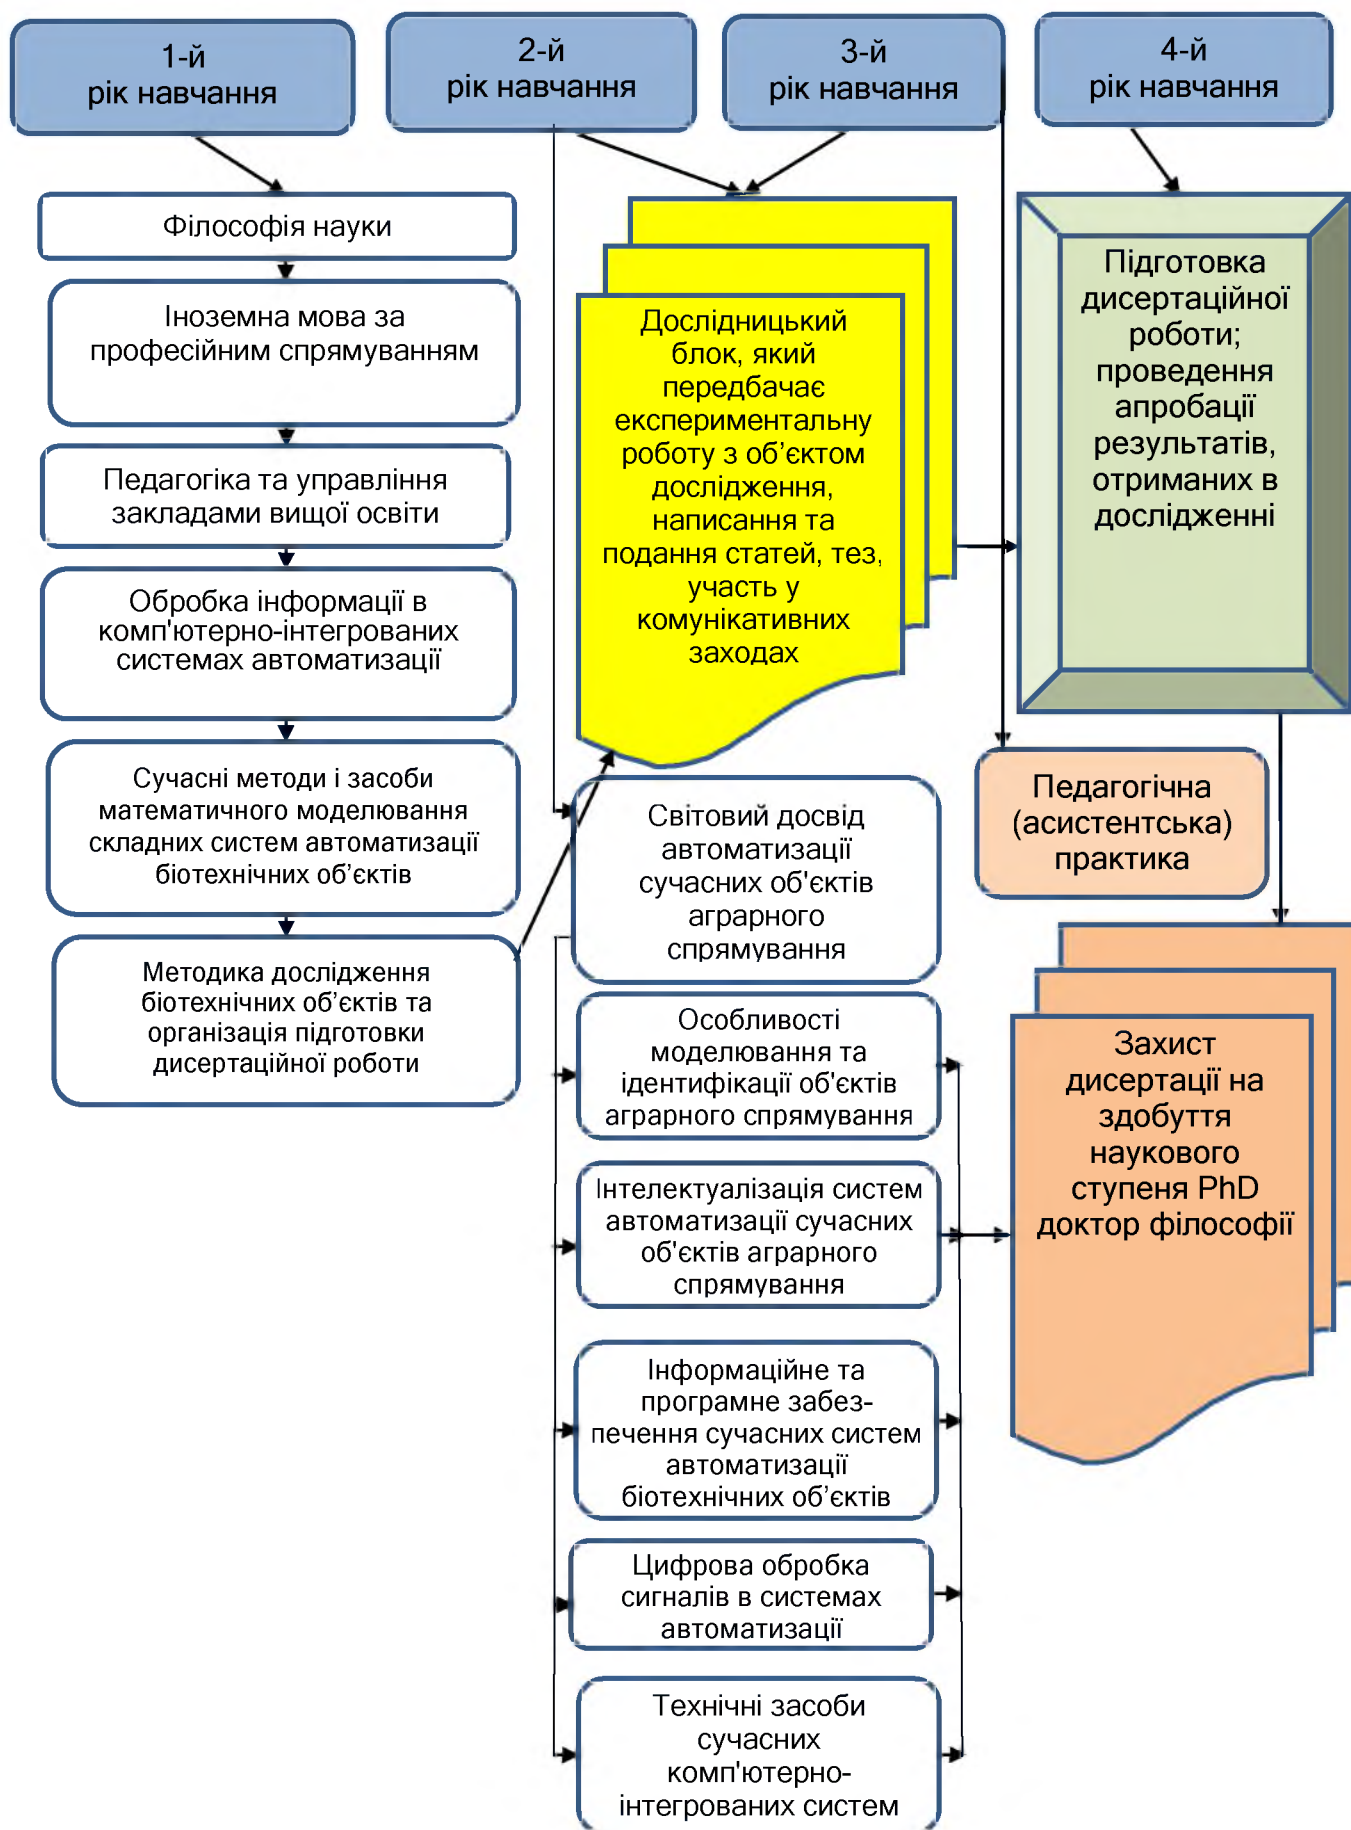 1-й
рік навчання
2-й
рік навчання
3-й
рік навчання
4-й
рік навчання
Філософія науки
Іноземна мова за
професійним спрямуванням
Педагогіка та управління
закладами вищої освіти
Обробка інформації в
комп'ютерно-інтегрованих
системах автоматизації
Сучасні методи і засоби
математичного моделювання
складних систем автоматизації
біотехнічних об’єктів
Методика дослідження
біотехнічних об’єктів та
організація підготовки
дисертаційної роботи
Дослідницький
блок, який
передбачає
експериментальну
роботу з об’єктом
дослідження,
написання та
подання статей, тез,
участь у
комунікативних
заходах
Світовий досвід
автоматизації
сучасних об'єктів
аграрного
спрямування
Особливості
моделювання та
ідентифікації об'єктів
аграрного спрямування
Інтелектуалізація систем
автоматизації сучасних
об'єктів аграрного
спрямування
Інформаційне та
програмне забез-
печення сучасних систем
автоматизації
біотехнічних об’єктів
Цифрова обробка
сигналів в системах
автоматизації
Технічні засоби
сучасних
комп'ютерно-
інтегрованих систем
Підготовка
дисертаційної
роботи;
проведення
апробації
результатів,
отриманих в
дослідженні
Педагогічна
(асистентська)
практика
Захист
дисертації на
здобуття
наукового
ступеня PhD
доктор філософії